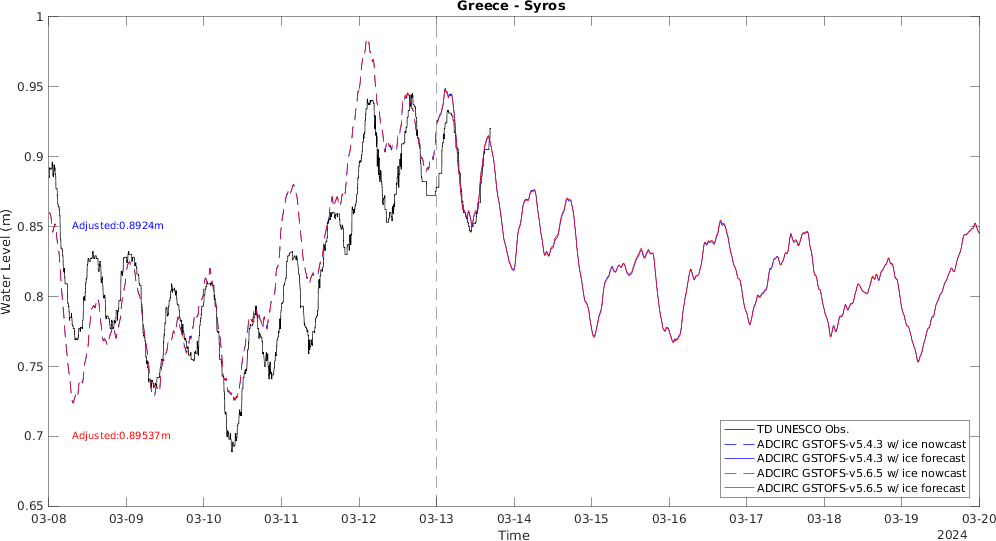 Greece - Syros
1
0.95
0.9
0.85
0.8
0.75
0.7
0.65
Water Level (m)
Adjusted:0.8924m
Adjusted:0.89537m
TD UNESCO Obs.
ADCIRC GSTOFS-v5.4.3 w/ ice nowcast
ADCIRC GSTOFS-v5.4.3 w/ ice forecast
ADCIRC GSTOFS-v5.6.5 w/ ice nowcast
ADCIRC GSTOFS-v5.6.5 w/ ice forecast
03-08 03-09 03-10 03-11 03-12 03-13 03-14 03-15 03-16 03-17 03-18 03-19 03-20
Time
2024